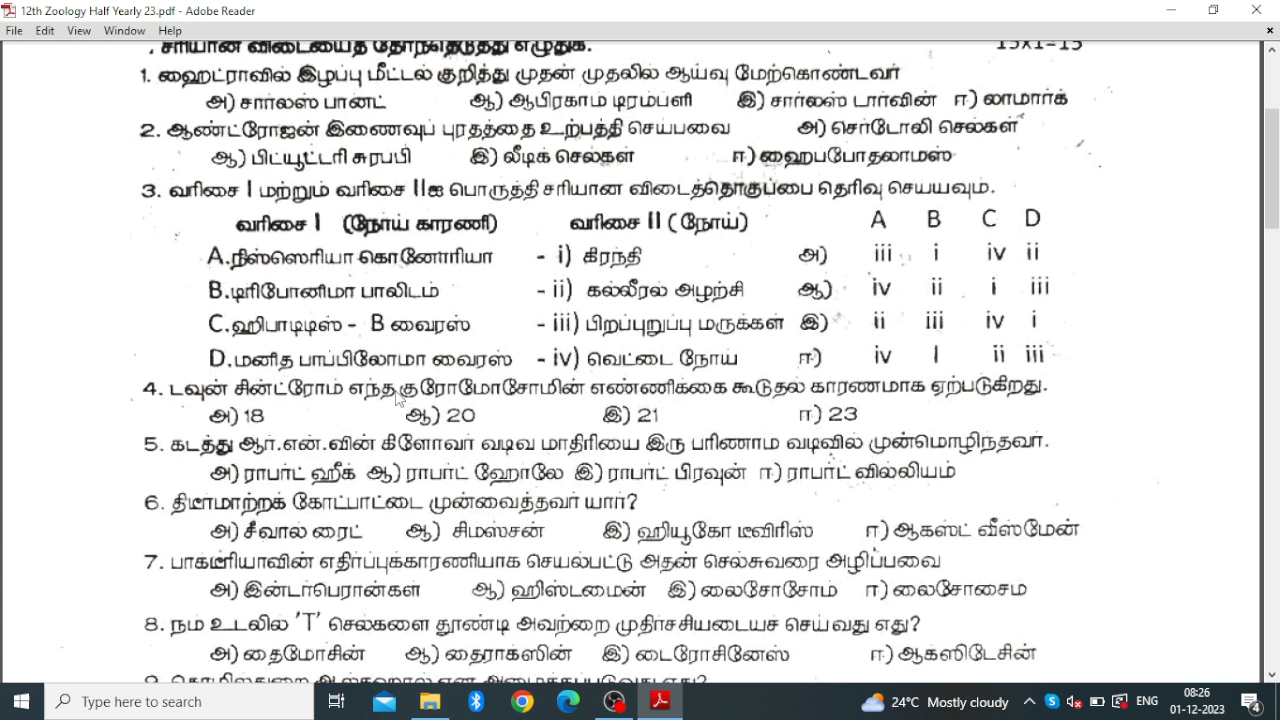 12th Zoology Half Yearly 23.pdf - Adobe Reader
File Edit View Window Help
சரியான விடையைத் தேர்ந்தெடுத்து எழுதுக. 15x1=15
1. ஹைட்ராவில் இழப்பு மீட்டல் குறித்து முதன் முதலில் ஆய்வு மேற்கொண்டவர்
அ) சார்லஸ் பானட் ஆ) ஆபிரகாம் டிரம்பளி இ) சார்லஸ் டார்வின் ஈ) லாமார்க்
2. ஆண்ட்ரோஜன் இணைவுப் புரதத்தை உற்பத்தி செய்பவை அ) செர்டோலி செல்கள்
ஆ) பிட்யூட்டரி சுரப்பி இ) லீடிக் செல்கள் ஈ) ஹைபபோதலாமஸ்
3. வரிசை I மற்றும் வரிசை IIஐ பொருத்தி சரியான விடைத்தொகுப்பை தெரிவு செய்யவும்.
வரிசை I (நோய் காரணி) வரிசை II ( நோய்) A B C D
A.நிஸ்ஸெரியா கொனோரியா - i) கிரந்தி அ) iii i iv ii
B.டிரிபோனிமா பாலிடம் - ii) கல்லீரல் அழற்சி ஆ) iv ii i iii
C.ஹிபாடிடிஸ் - B வைரஸ் - iii) பிறப்புறுப்பு மருக்கள் இ) ii iii iv i
D.மனித பாப்பிலோமா வைரஸ் - iv) வெட்டை நோய் ஈ) iv I ii iii
4. டவுன் சின்ட்ரோம் எந்த குரோமோசோமின் எண்ணிக்கை கூடுதல் காரணமாக ஏற்படுகிறது.
அ) 18 ஆ) 20 இ) 21 ஈ) 23
5. கடத்து ஆர்.என்.வின் கிளோவர் வடிவ மாதிரியை இரு பரிணாம வடிவில் முன்மொழிந்தவர்.
அ) ராபர்ட் ஹீக் ஆ) ராபர்ட் ஹோலே இ) ராபர்ட் பிரவுன் ஈ) ராபர்ட் வில்லியம்
6. திடீர்மாற்றக் கோட்பாட்டை முன்வைத்தவர் யார்?
அ) சீவால் ரைட் ஆ) சிம்ஸ்சன் இ) ஹியூகோ டீவிரிஸ் ஈ) ஆகஸ்ட் வீஸ்மேன்
7. பாக்டீரியாவின் எதிர்ப்புக்காரணியாக செயல்பட்டு அதன் செல்சுவரை அழிப்பவை
அ) இன்டர்பெரான்கள் ஆ) ஹிஸ்டமைன் இ) லைசோசோம் ஈ) லைசோசைம்
8. நம் உடலில் 'T' செல்களை தூண்டி அவற்றை முதிர்ச்சியடையச் செய்வது எது?
அ) தைமோசின் ஆ) தைராக்ஸின் இ) டைரோசினேஸ் ஈ) ஆக்ஸிடேசின்
Type here to search 24°C Mostly cloudy ENG 08:26
01-12-2023 4